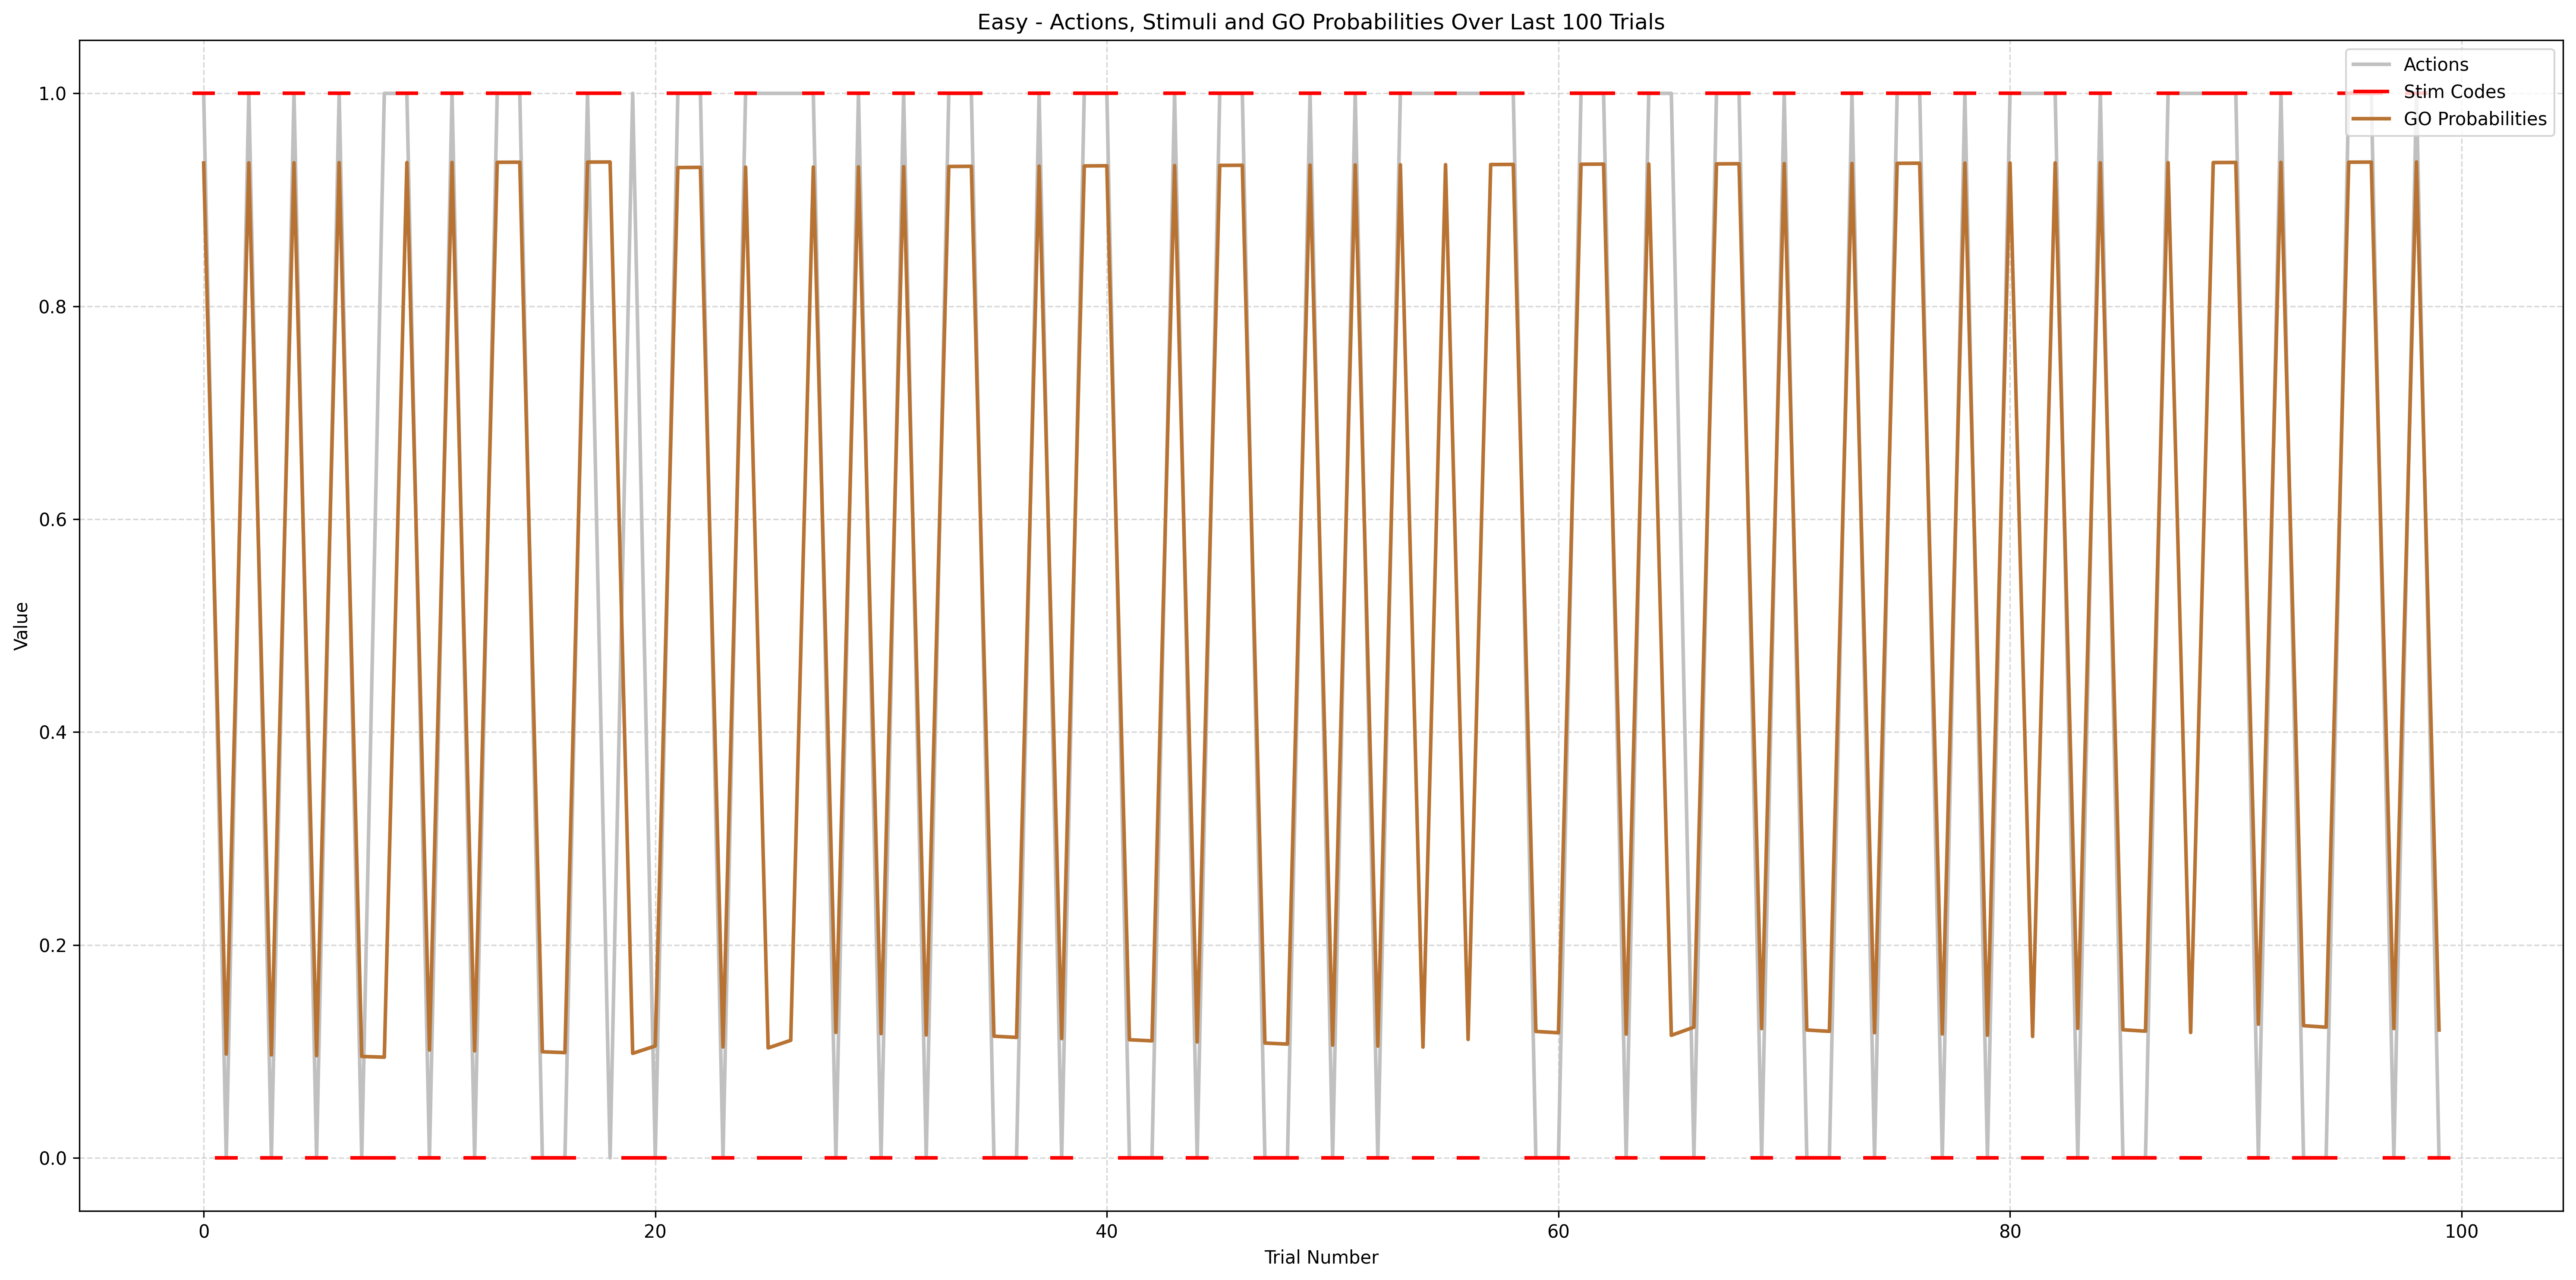 Easy - Actions, Stimuli and GO Probabilities Over Last 100 Trials
Actions
Stim Codes
GO Probabilities
1.0
0.8
0.6
0.4
0.2
0.0
Value
0 20 40 60 80 100
Trial Number